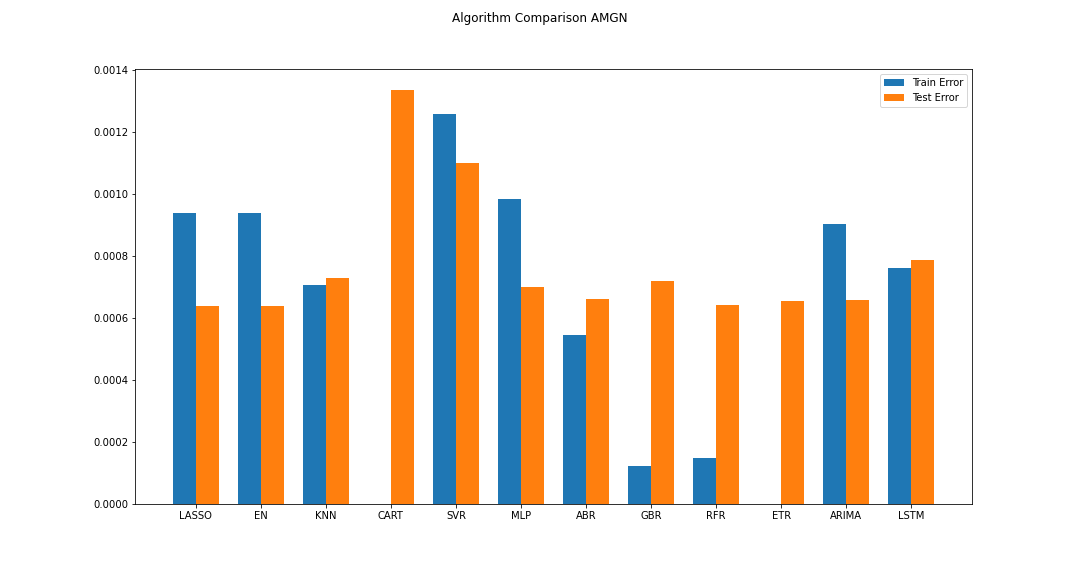 Algorithm Comparison AMGN
Train Error
Test Error
0.0014
0.0012
0.0010
0.0008
0.0006
0.0004
0.0002
0.0000
LASSO EN KNN CART SVR MLP ABR GBR RFR ETR ARIMA LSTM